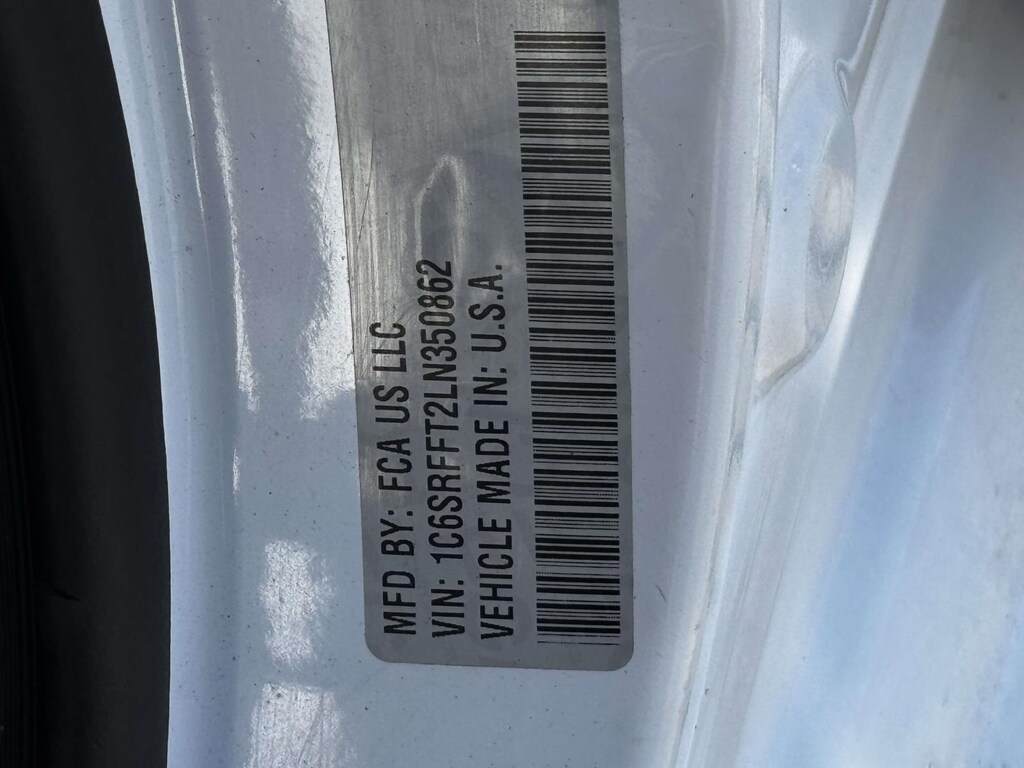 MFD BY: FCA US LLC
VIN: 1C6SRFFT2LN350862
VEHICLE MADE IN: U.S.A.